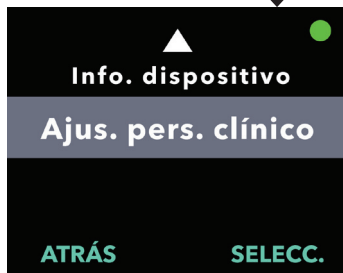 Info. dispositivo
Ajus. pers. clínico
ATRÁS SELECC.